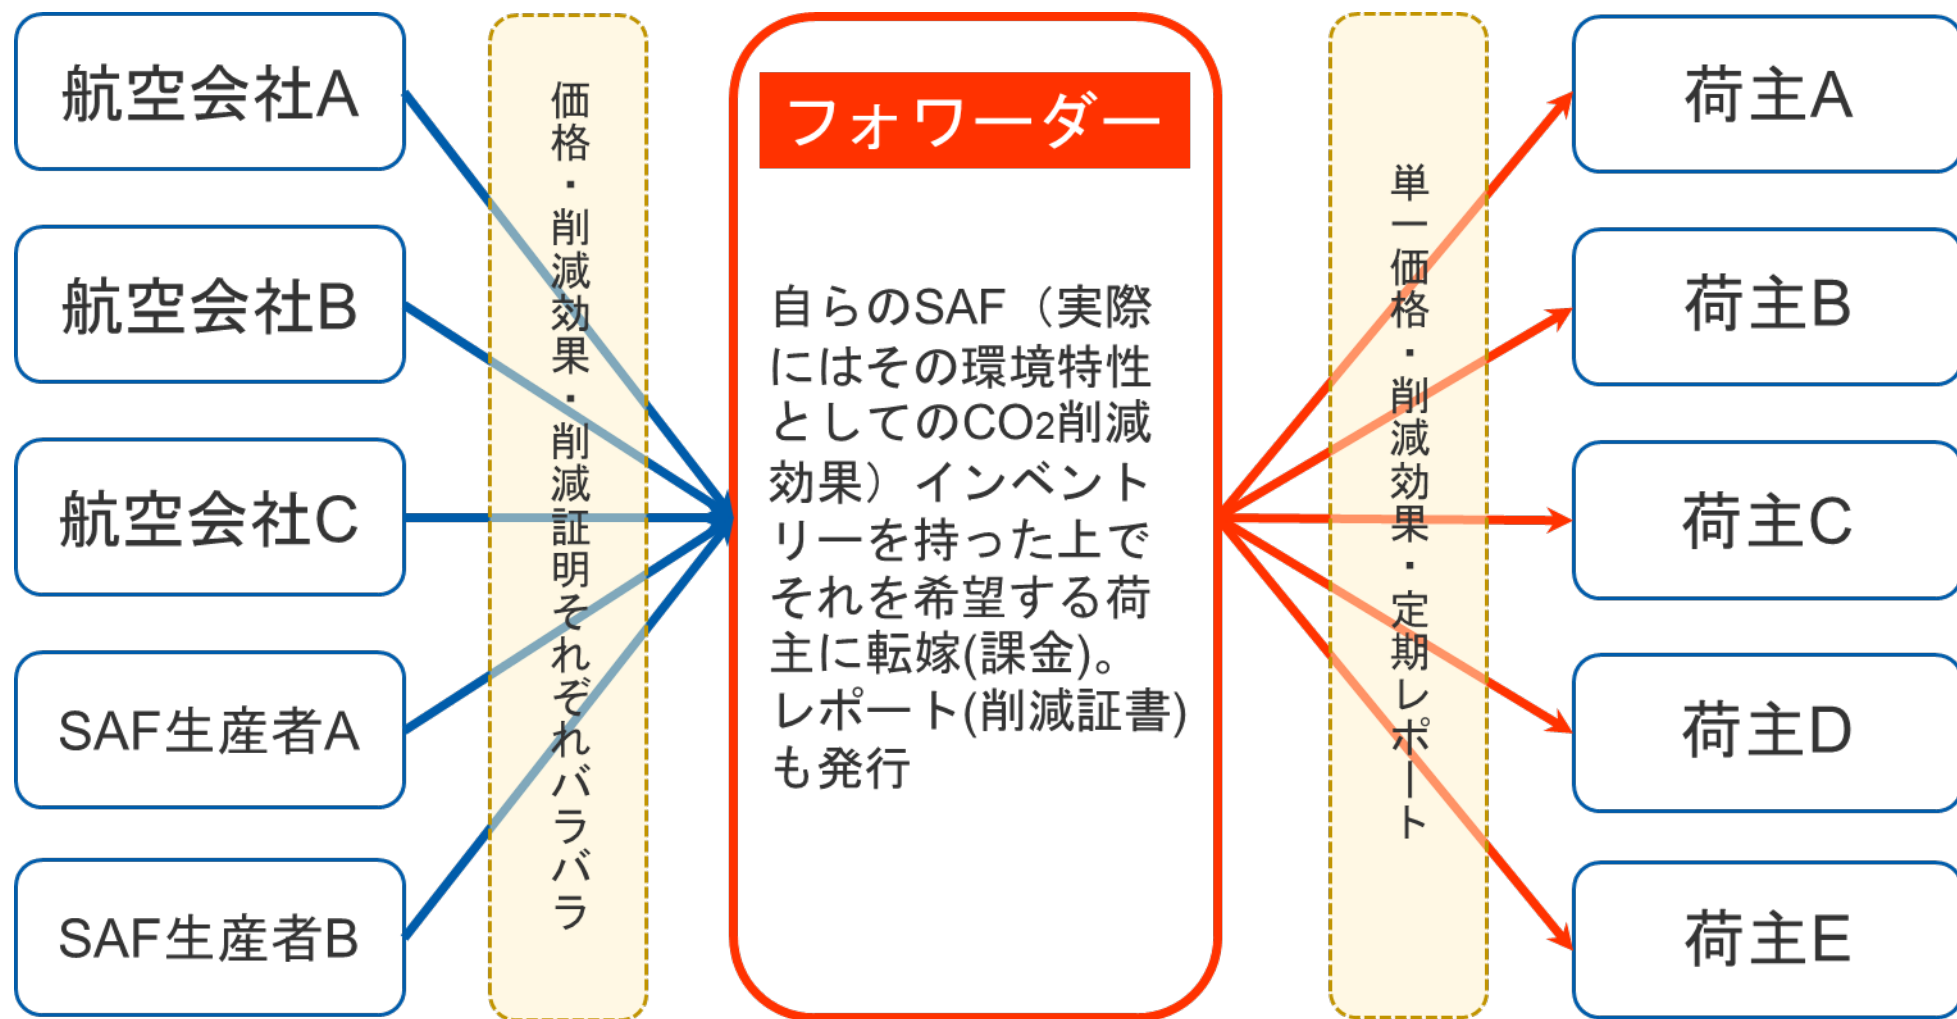 航空会社A
航空会社B
航空会社C
SAF生産者A
SAF生産者B
価格・削減効果・削減証明それぞれバラバラ
フォワーダー
自らのSAF（実際
にはその環境特性
としてのCO2削減
効果）インベント
リーを持った上で
それを希望する荷
主に転嫁(課金)。
レポート(削減証書)
も発行
単一価格・削減効果・定期レポート
荷主A
荷主B
荷主C
荷主D
荷主E